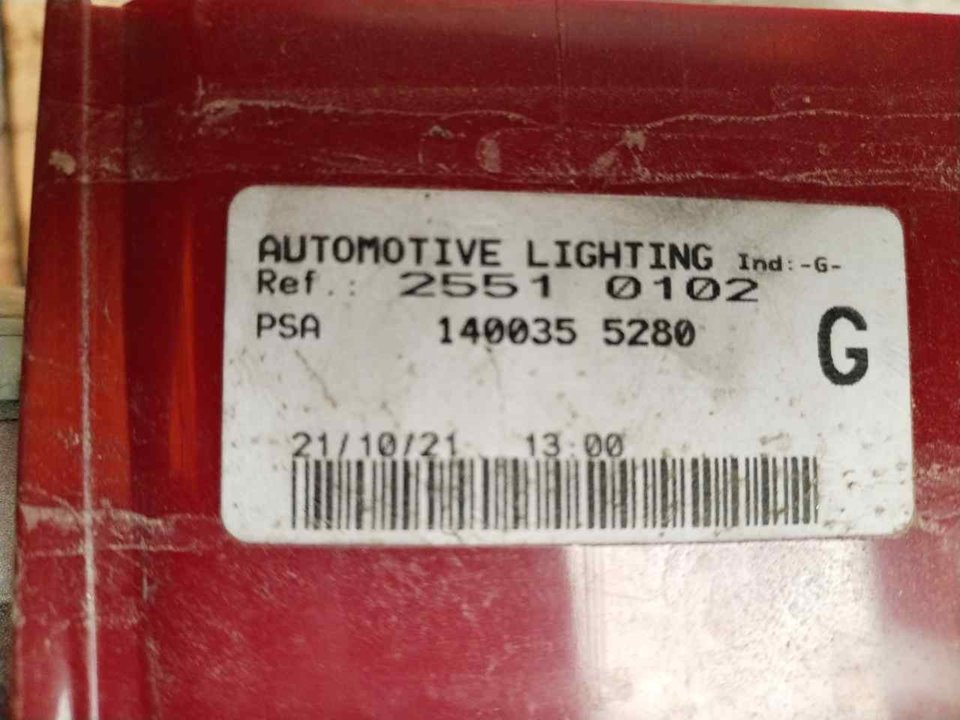 AUTOMOTIVE LIGHTING Ind:-G-
Ref.: 2551 0102
PSA 140035 5280
G
21/10/21 13:00